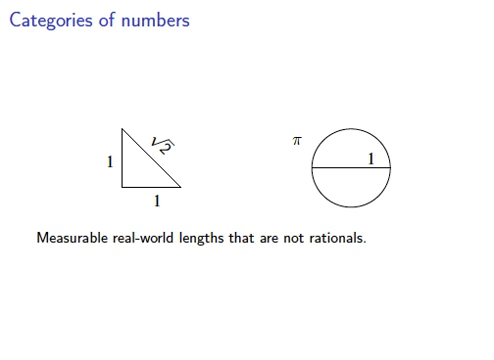 Categories of numbers
√2
π
1
1
1
Measurable real-world lengths that are not rationals.